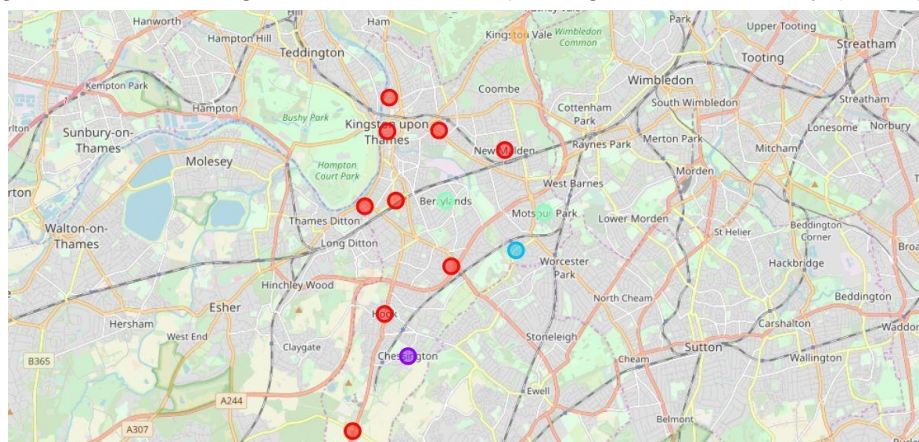 Hanworth
Ham
Hampton Hill
Teddington
Kingston Vale
Wimbledon
Common
Park
Upper Tooting
Tooting
Streatham
Kempton Park
Hampton
Bushy Park
Coombe
Wimbledon
Cottenham
Park
South Wimbledon
Streatham
Sunbury-on-
Thames
Kingston upon
Thames
New Malden
Raynes Park
Merton Park
Mitcham
Lonesome
Norbury
Molesey
Hampton
Court Park
West Barnes
Morden
Walton-on-
Thames
Thames Ditton
Berrylands
Motspur Park
Lower Morden
St Helier
Beddington
Corner
Long Ditton
Hinchley Wood
Worcester
Park
Hackbridge
Esher
North Cheam
Beddington
Hersham
West End
Claygate
Hook
Stoneleigh
Carshalton
Waddon
B365
Chessington
Cheam
Sutton
Wallington
A244
Ewell
A307
Belmont